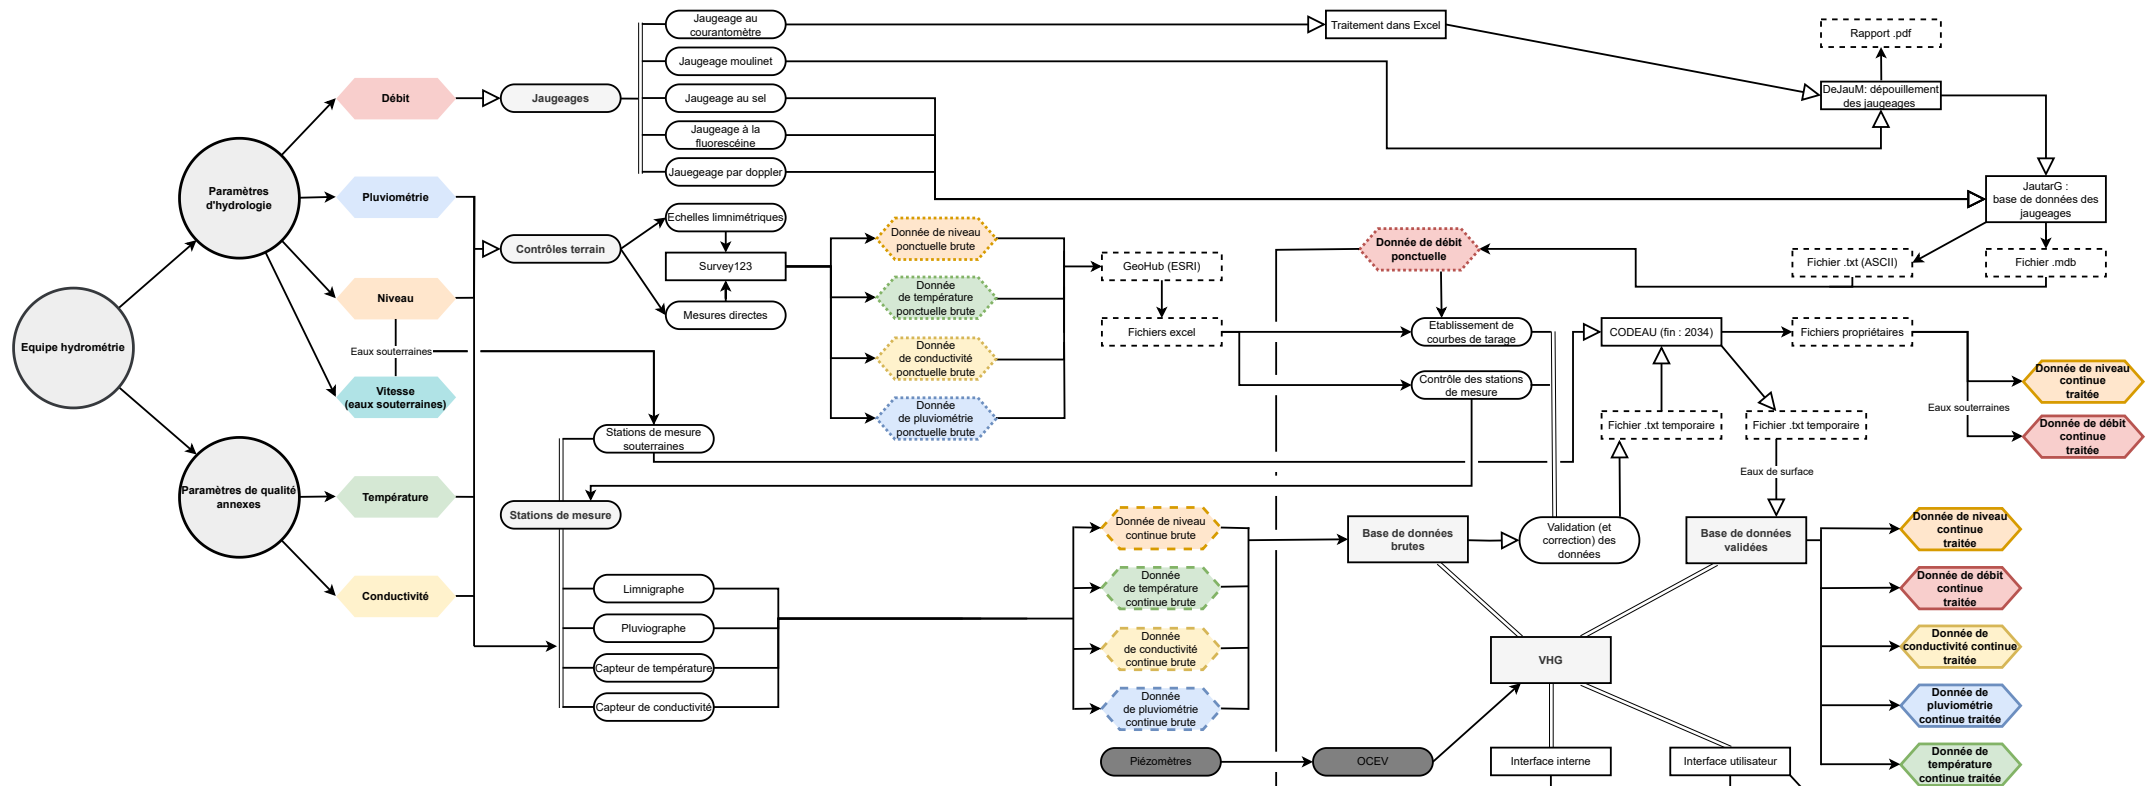 Equipe hydrométrie
Paramètres
d'hydrologie
Paramètres de qualité
annexes
Débit
Pluviométrie
Niveau
Eaux souterraines
Vitesse
(eaux souterraines)
Température
Conductivité
Jaugeages
Jaugeage au
courantomètre
Jaugeage moulinet
Jaugeage au sel
Jaugeage à la
fluorescéine
Jauegeage par doppler
Contrôles terrain
Echelles limnimétriques
Survey123
Mesures directes
Stations de mesure
souterraines
Stations de mesure
Limnigraphe
Pluviographe
Capteur de température
Capteur de conductivité
Donnée de niveau
ponctuelle brute
Donnée
de température
ponctuelle brute
Donnée
de conductivité
ponctuelle brute
Donnée
de pluviométrie
ponctuelle brute
GeoHub (ESRI)
Fichiers excel
Donnée de niveau
continue brute
Donnée
de température
continue brute
Donnée
de conductivité
continue brute
Donnée
de pluviométrie
continue brute
Piézomètres
OCEV
Traitement dans Excel
Rapport .pdf
DeJauM: dépouillement
des jaugeages
JautarG :
base de données des
jaugeages
Fichier .txt (ASCII)
Fichier .mdb
Donnée de débit
ponctuelle
Etablissement de
courbes de tarage
Contrôle des stations
de mesure
CODEAU (fin : 2034)
Fichiers propriétaires
Fichier .txt temporaire
Fichier .txt temporaire
Eaux souterraines
Donnée de niveau
continue
traitée
Donnée de débit
continue
traitée
Eaux de surface
Base de données
brutes
Validation (et
correction) des
données
Base de données
validées
VHG
Interface interne
Interface utilisateur
Donnée de niveau
continue
traitée
Donnée de débit
continue
traitée
Donnée de
conductivité continue
traitée
Donnée de
pluviométrie
continue traitée
Donnée de
température
continue traitée